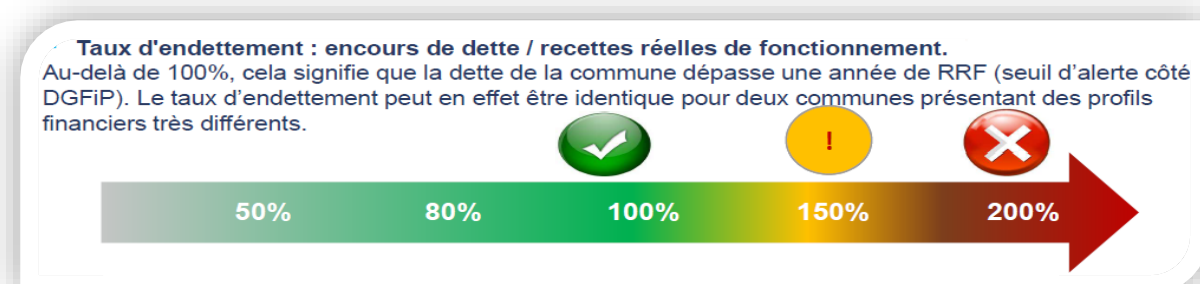 Taux d'endettement : encours de dette / recettes réelles de fonctionnement.
Au-delà de 100%, cela signifie que la dette de la commune dépasse une année de RRF (seuil d'alerte côté
DGFiP). Le taux d'endettement peut en effet être identique pour deux communes présentant des profils
financiers très différents.
!
50% 80% 100% 150% 200%